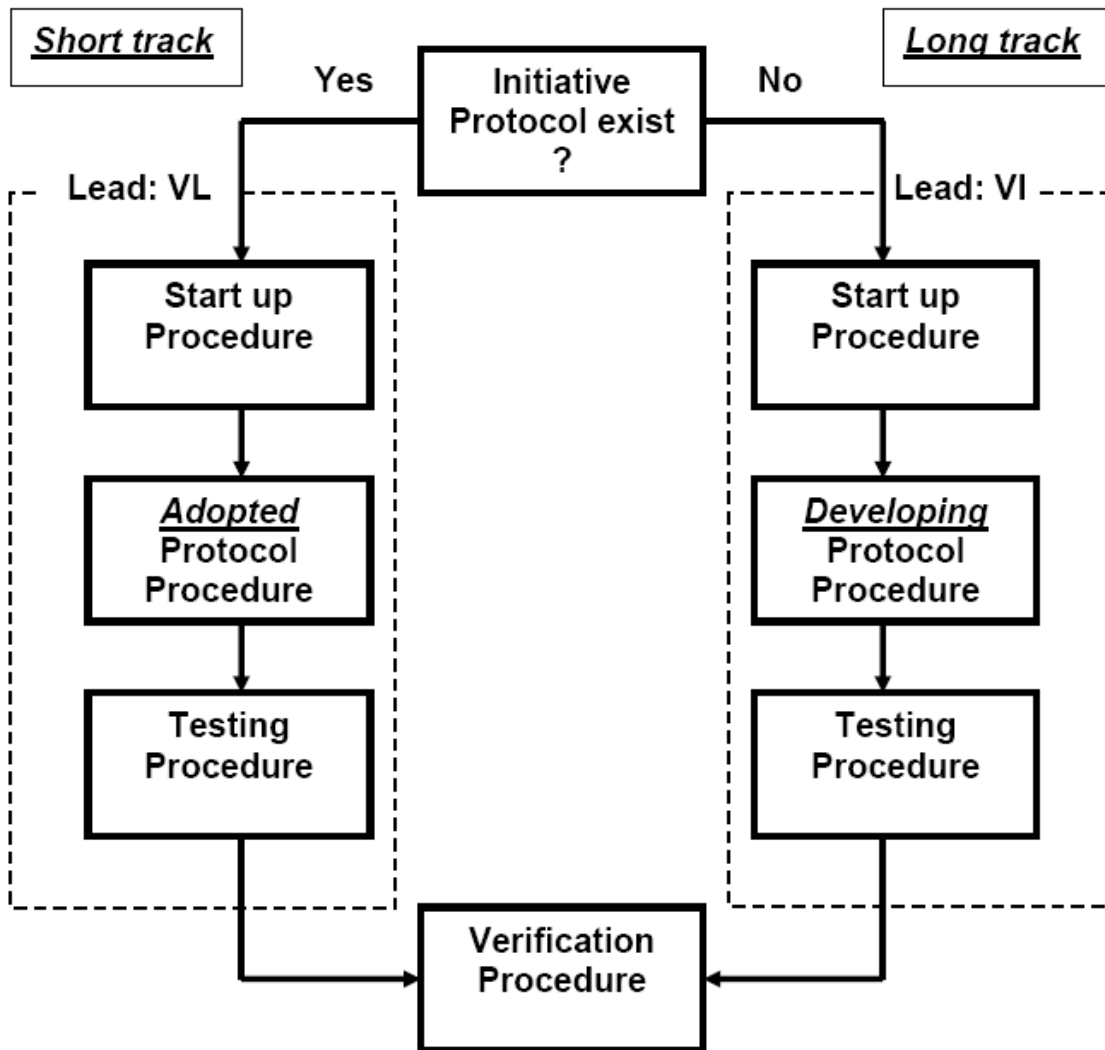 Short track
Long track
Yes
Initiative
Protocol exist
?
No
Lead: VL
Lead: VI
Start up
Procedure
Start up
Procedure
Adopted
Protocol
Procedure
Developing
Protocol
Procedure
Testing
Procedure
Testing
Procedure
Verification
Procedure